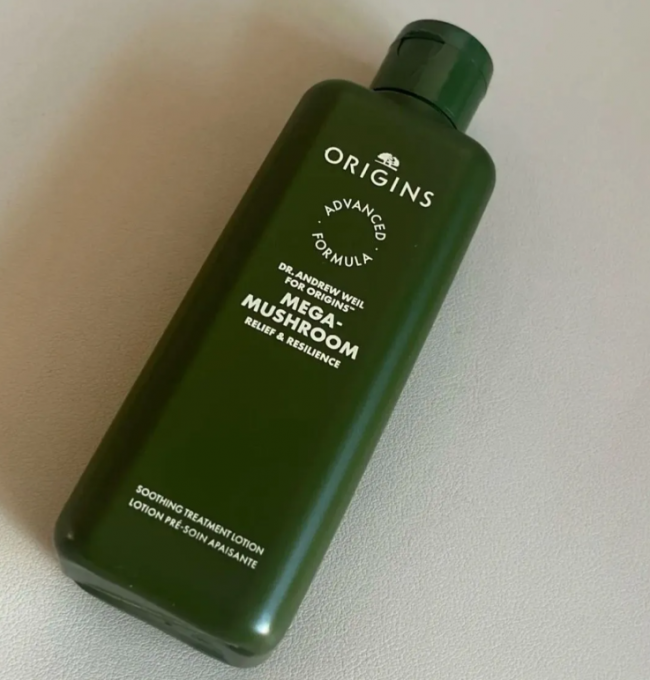 ORIGINS
ADVANCED
FORMULA
DR. ANDREW WEIL
FOR ORIGINS™
MEGA-
MUSHROOM
RELIEF & RESILIENCE
SOOTHING TREATMENT LOTION
LOTION PRÉ-SOIN APAISANTE